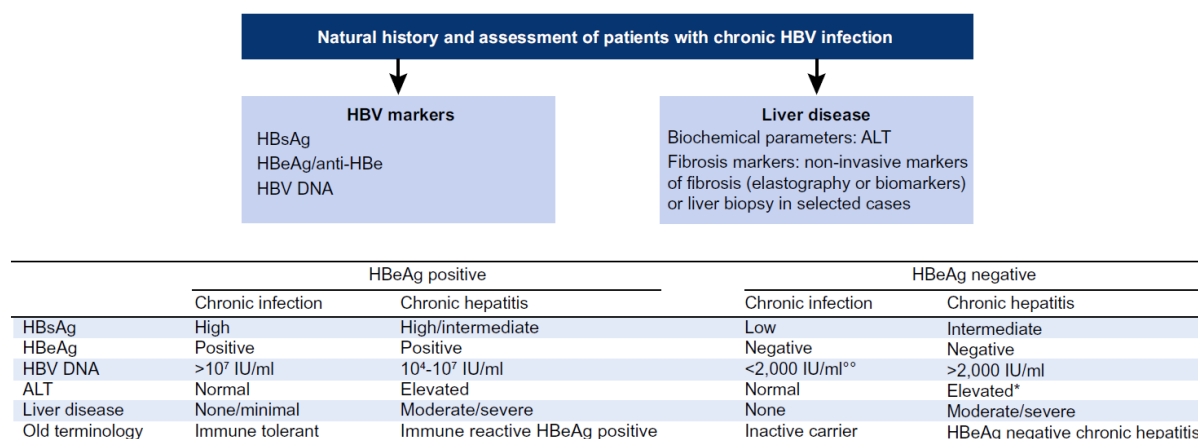 Natural history and assessment of patients with chronic HBV infection
HBV markers
HBsAg
HBeAg/anti-HBe
HBV DNA
Liver disease
Biochemical parameters: ALT
Fibrosis markers: non-invasive markers
of fibrosis (elastography or biomarkers)
or liver biopsy in selected cases
HBeAg positive HBeAg negative
Chronic infection Chronic hepatitis Chronic infection Chronic hepatitis
HBsAg High High/intermediate Low Intermediate
HBeAg Positive Positive Negative Negative
HBV DNA >10⁷ IU/ml 10⁴-10⁷ IU/ml <2,000 IU/ml°° >2,000 IU/ml
ALT Normal Elevated Normal Elevated*
Liver disease None/minimal Moderate/severe None Moderate/severe
Old terminology Immune tolerant Immune reactive HBeAg positive Inactive carrier HBeAg negative chronic hepatitis